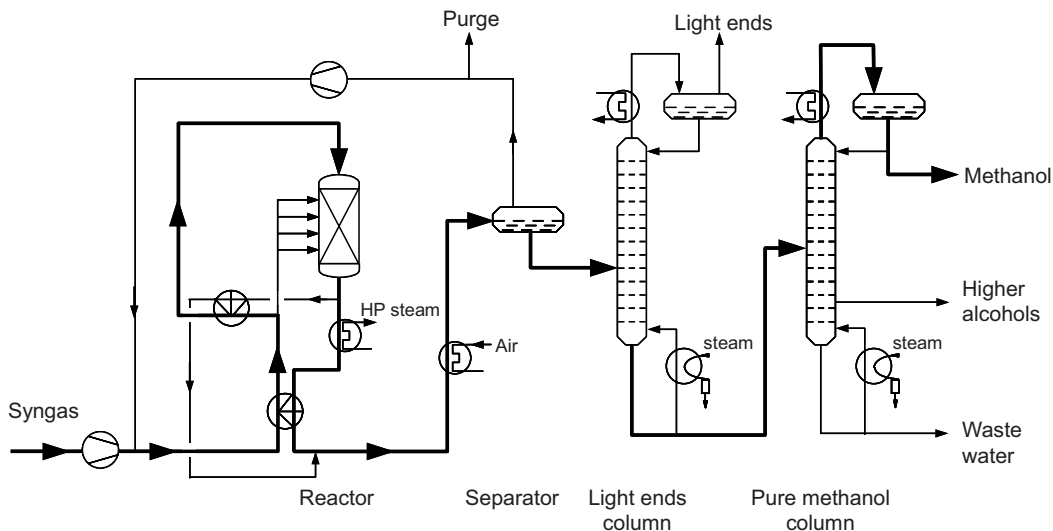 Purge
Light ends
Methanol
HP steam
Higher
alcohols
Air
steam
steam
Syngas
Waste
water
Reactor
Separator
Light ends
column
Pure methanol
column